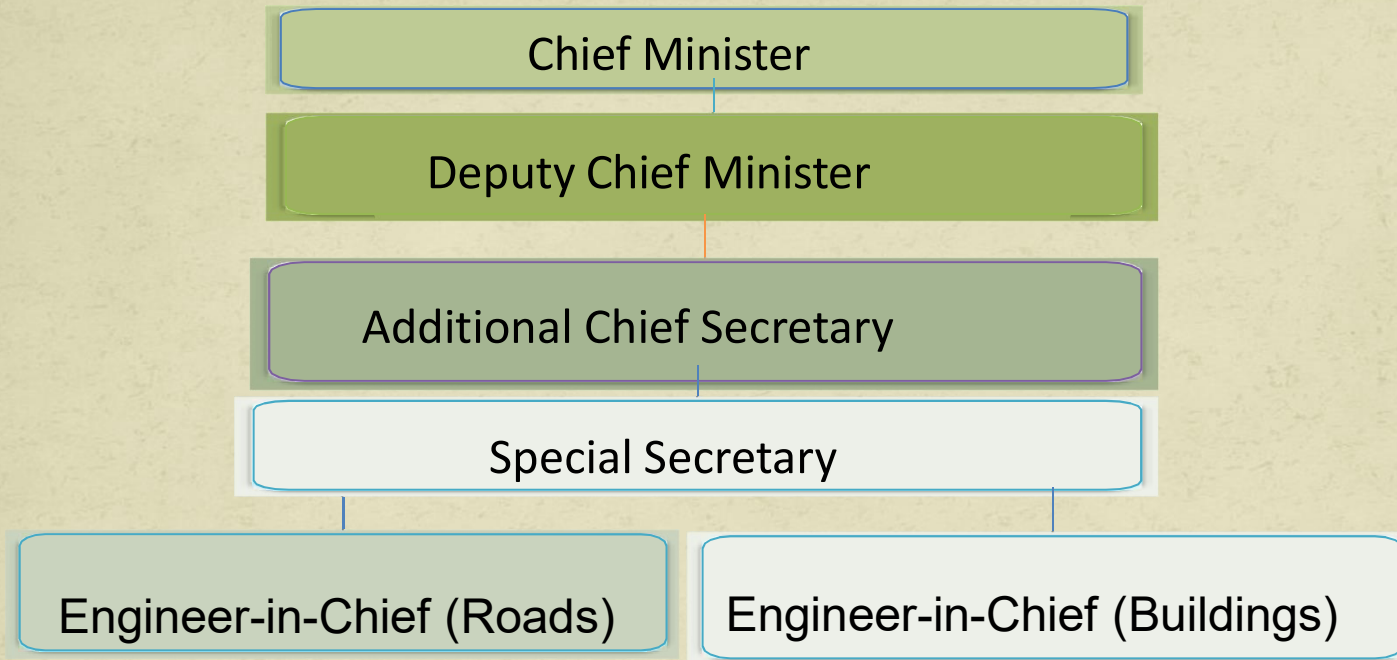 Chief Minister
Deputy Chief Minister
Additional Chief Secretary
Special Secretary
Engineer-in-Chief (Roads)
Engineer-in-Chief (Buildings)